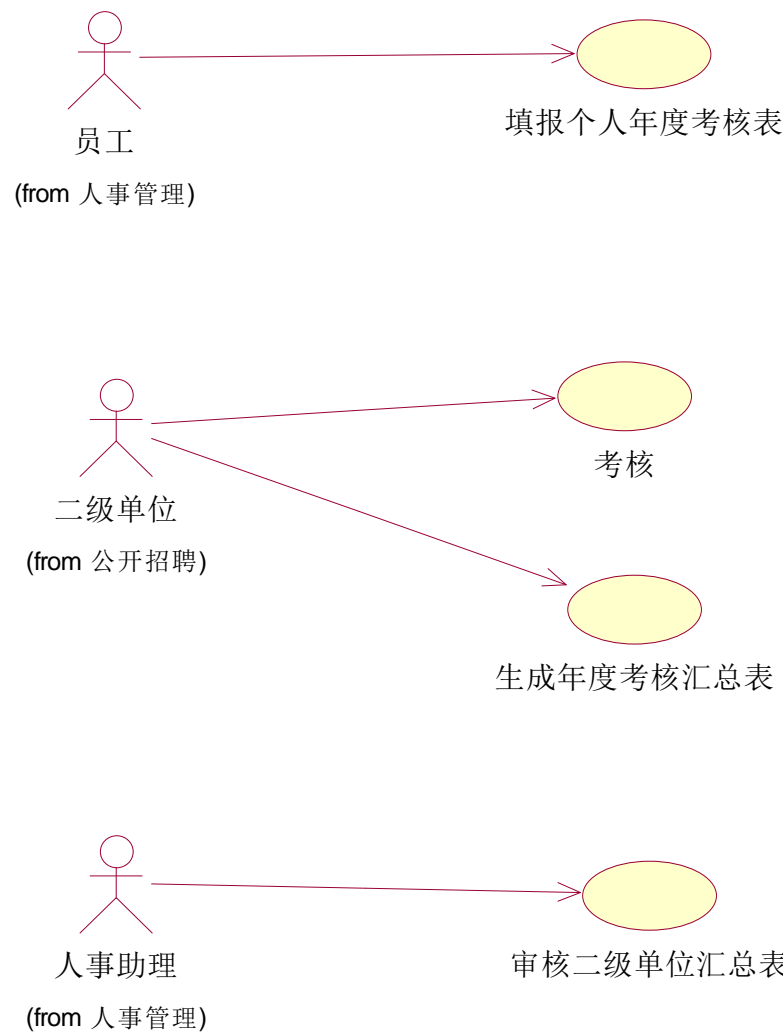 填报个人年度考核表
员工
(from 人事管理)
考核
二级单位
(from 公开招聘)
生成年度考核汇总表
人事助理
审核二级单位汇总表
(from 人事管理)